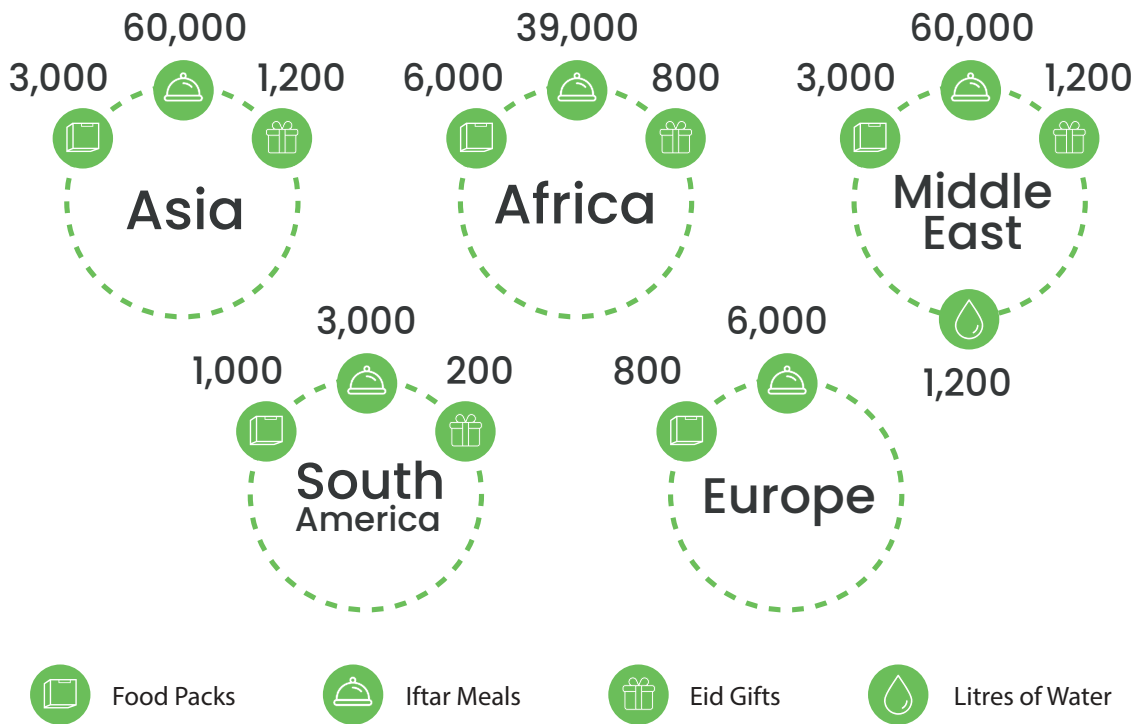 60,000
3,000
1,200
Asia
39,000
6,000
800
Africa
60,000
3,000
1,200
Middle
East
1,200
3,000
1,000
200
South
America
6,000
800
Europe
Food Packs
Iftar Meals
Eid Gifts
Litres of Water